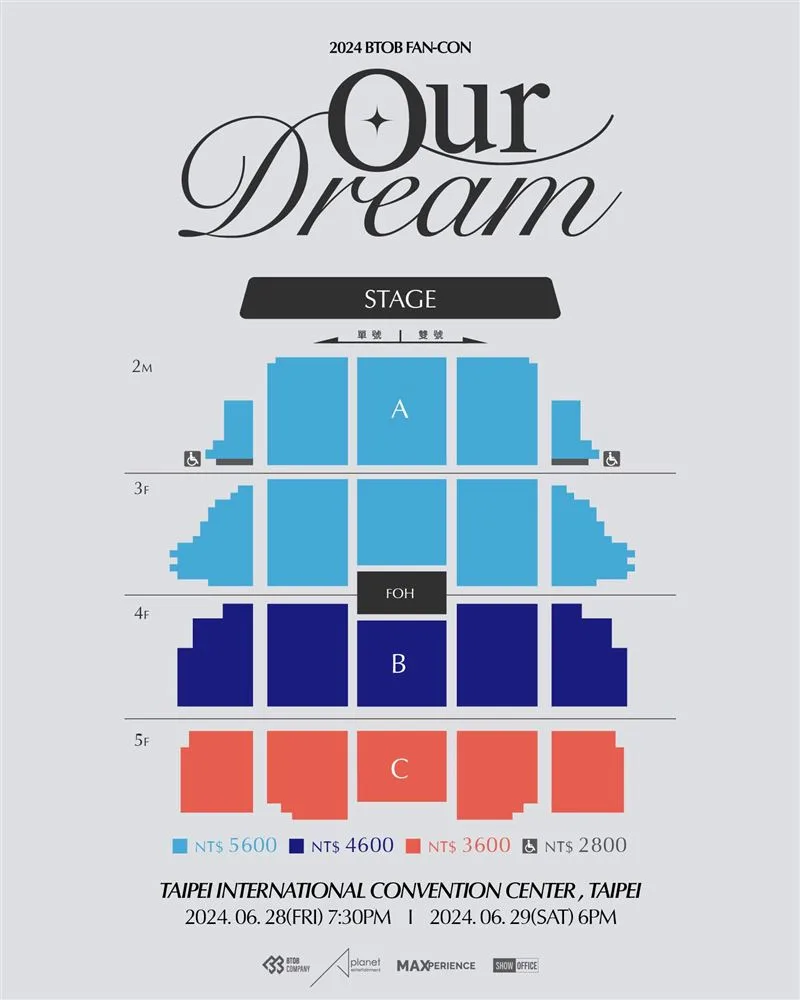 2024 BTOB FAN-CON
Our
Dream
STAGE
單號 | 雙號
2M
A
3F
FOH
4F
B
5F
C
NT$ 5600 NT$ 4600 NT$ 3600 NT$ 2800
TAIPEI INTERNATIONAL CONVENTION CENTER , TAIPEI
2024. 06. 28(FRI) 7:30PM | 2024. 06. 29(SAT) 6PM
BTOB COMPANY planet entertainment MAXPERIENCE SHOW OFFICE